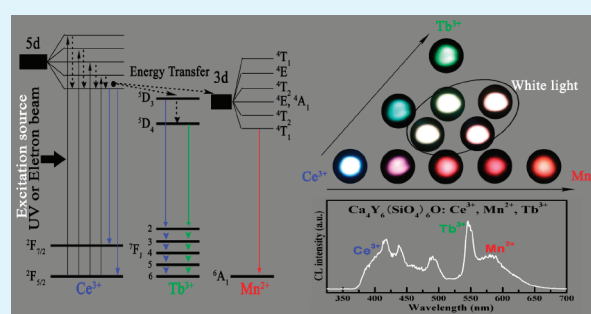 5d
Energy Transfer
3d
⁴T₁
⁴E
⁴T₂
⁴E, ⁴A₁
⁴T₂
⁴T₁
⁵D₃
⁵D₄
Excitation source
UV or Eletron beam
²F₇/₂
²F₅/₂
⁷F_J
2
3
4
5
6
⁶A₁
Ce³⁺
Tb³⁺
Mn²⁺
Tb³⁺
White light
Ce³⁺
Mn
Ca₄Y₆(SiO₄)₆O: Ce³⁺, Mn²⁺, Tb³⁺
Ce³⁺
Tb³⁺
Mn²⁺
CL intensity (a.u.)
350 400 450 500 550 600 650 700
Wavelength (nm)